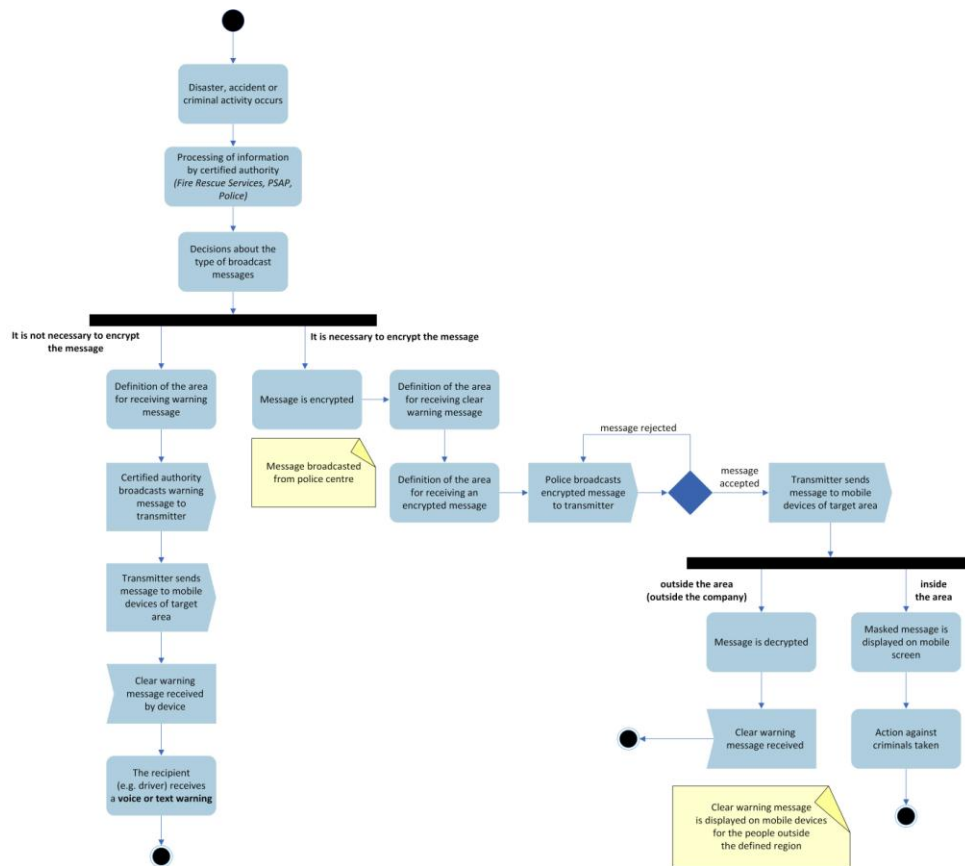 Disaster, accident or
criminal activity occurs
Processing of information
by certified authority
(Fire Rescue Services, PSAP,
Police)
Decisions about the
type of broadcast
messages
It is not necessary to encrypt
the message
It is necessary to encrypt the message
Definition of the area
for receiving warning
message
Message is encrypted
Definition of the area
for receiving clear
warning message
Message broadcasted
from police centre
Certified authority
broadcasts warning
message to
transmitter
Definition of the area
for receiving an
encrypted message
Police broadcasts
encrypted message
to transmitter
message rejected
message
accepted
Transmitter sends
message to mobile
devices of target area
Transmitter sends
message to mobile
devices of target
area
outside the area
(outside the company)
inside
the area
Message is decrypted
Masked message is
displayed on mobile
screen
Clear warning
message received
by device
Clear warning
message received
Action against
criminals taken
The recipient
(e.g. driver) receives
a voice or text warning
Clear warning message
is displayed on mobile devices
for the people outside
the defined region